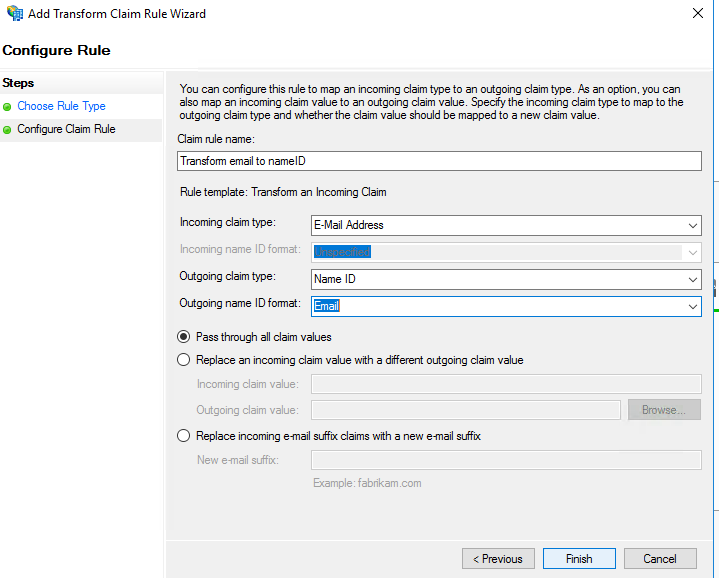 Add Transform Claim Rule Wizard
Configure Rule
Steps
Choose Rule Type
Configure Claim Rule
You can configure this rule to map an incoming claim type to an outgoing claim type. As an option, you can
also map an incoming claim value to an outgoing claim value. Specify the incoming claim type to map to the
outgoing claim type and whether the claim value should be mapped to a new claim value.
Claim rule name:
Transform email to nameID
Rule template: Transform an Incoming Claim
Incoming claim type:
E-Mail Address
Incoming name ID format:
Unspecified
Outgoing claim type:
Name ID
Outgoing name ID format:
Email
Pass through all claim values
Replace an incoming claim value with a different outgoing claim value
Incoming claim value:
Outgoing claim value:
Browse...
Replace incoming e-mail suffix claims with a new e-mail suffix
New e-mail suffix:
Example: fabrikam.com
< Previous
Finish
Cancel